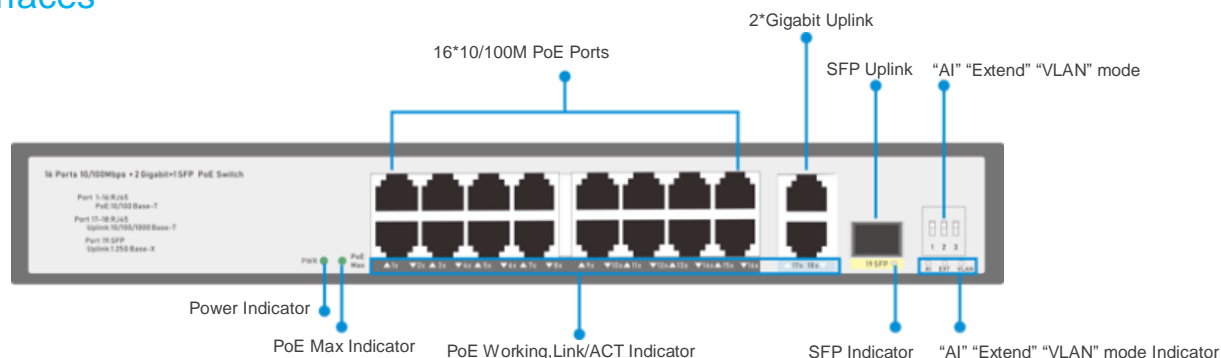 faces
2*Gigabit Uplink
16*10/100M PoE Ports
SFP Uplink
“AI” “Extend” “VLAN” mode
16 Ports 10/100Mbps + 2 Gigabit+1SFP PoE Switch
Port 1-16 RJ45
PoE 10/100 Base-T
Port 17-18 RJ45
Uplink 10/100/1000 Base-T
Port 19 SFP
Uplink 1.25G Base-X
1 2 3
PWR
PoE
Max
19 SFP
17x 18x
AI EXT VLAN
Power Indicator
PoE Max Indicator
PoE Working,Link/ACT Indicator
SFP Indicator
“AI” “Extend” “VLAN” mode Indicator